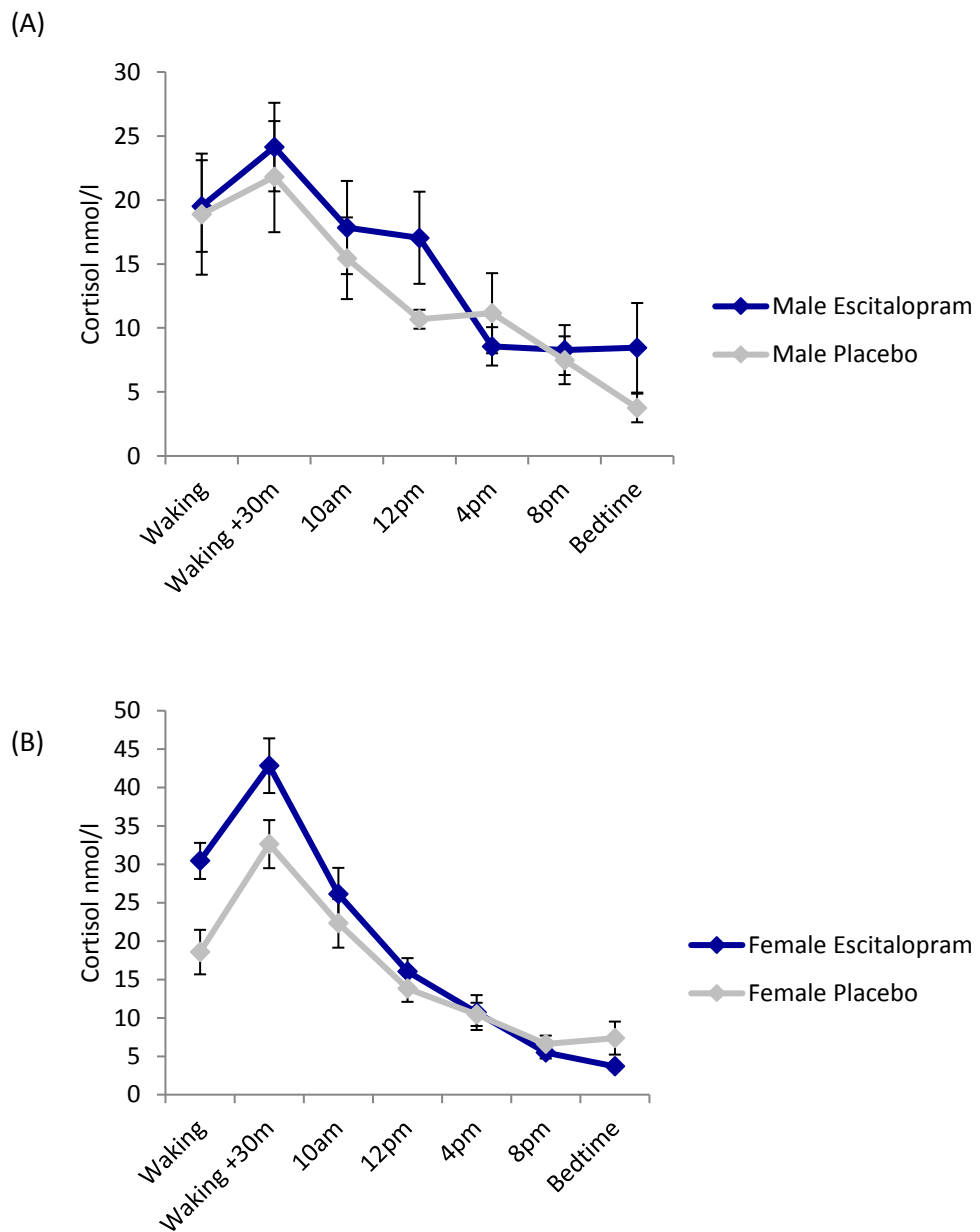 (A)
30
25
20
15
10
5
0
Cortisol nmol/l
Waking
Waking +30m
10am
12pm
4pm
8pm
Bedtime
Male Escitalopram
Male Placebo
(B)
50
45
40
35
30
25
20
15
10
5
0
Cortisol nmol/l
Waking
Waking +30m
10am
12pm
4pm
8pm
Bedtime
Female Escitalopram
Female Placebo